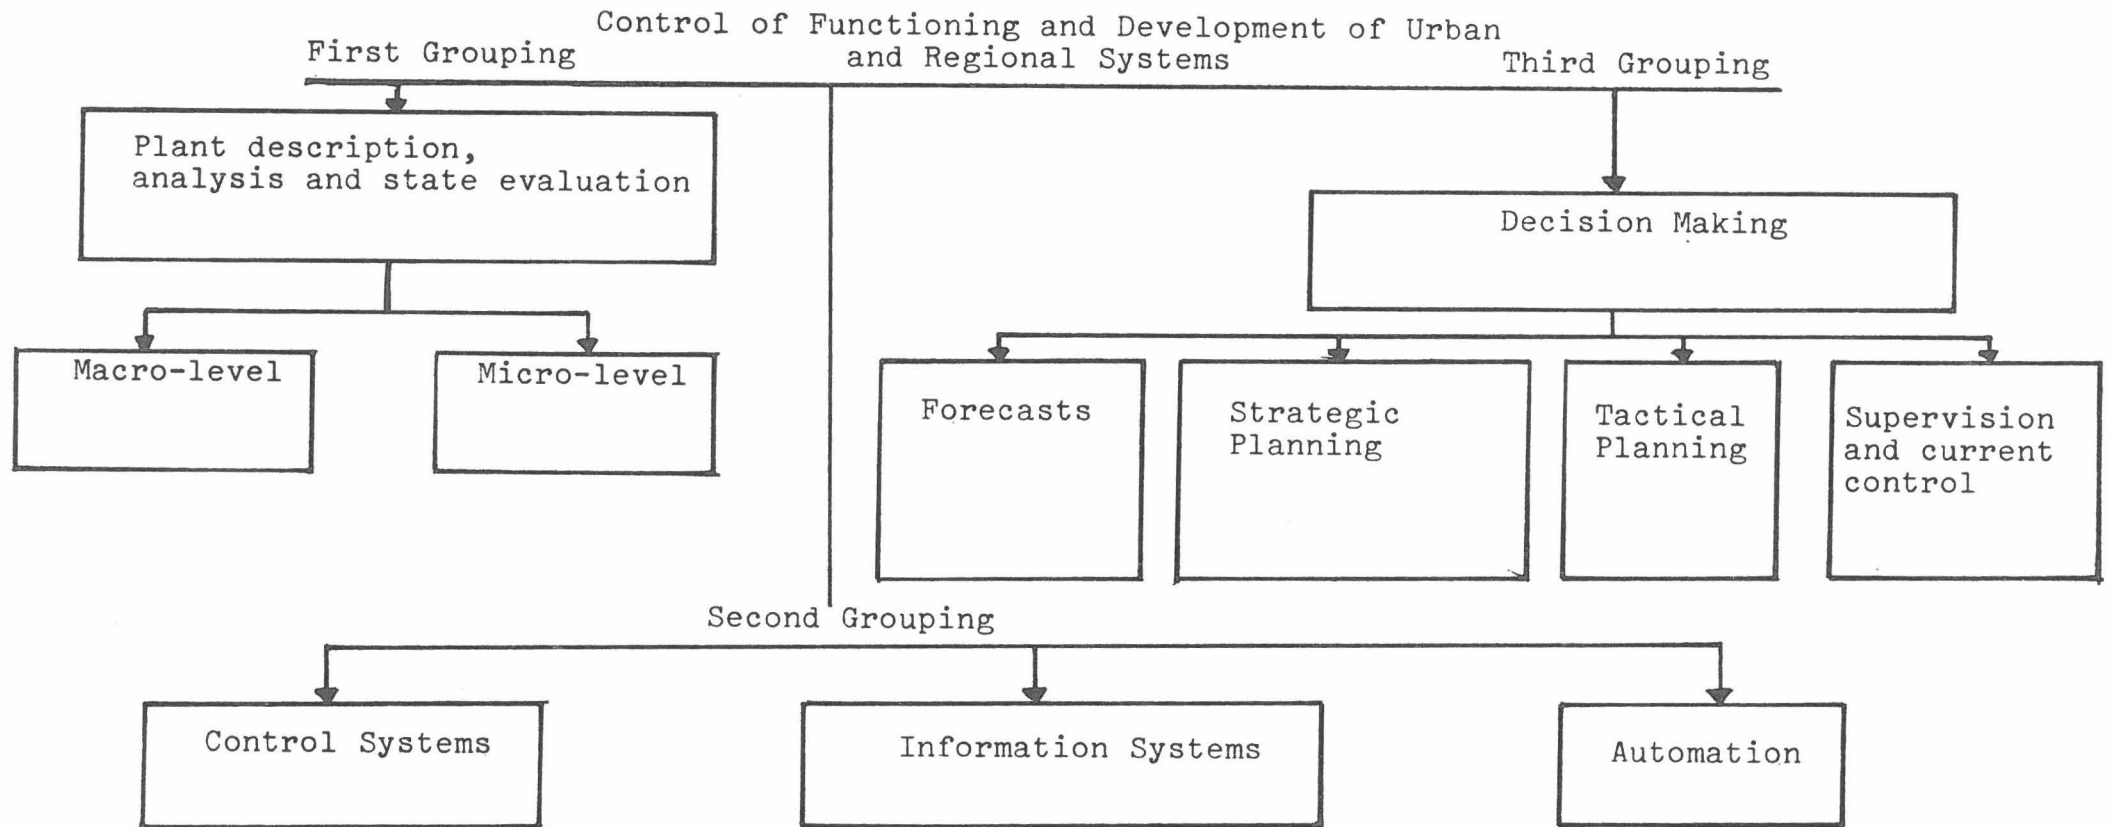 Control of Functioning and Development of Urban
and Regional Systems
First Grouping
Third Grouping
Plant description,
analysis and state evaluation
Decision Making
Macro-level
Micro-level
Forecasts
Strategic
Planning
Tactical
Planning
Supervision
and current
control
Second Grouping
Control Systems
Information Systems
Automation